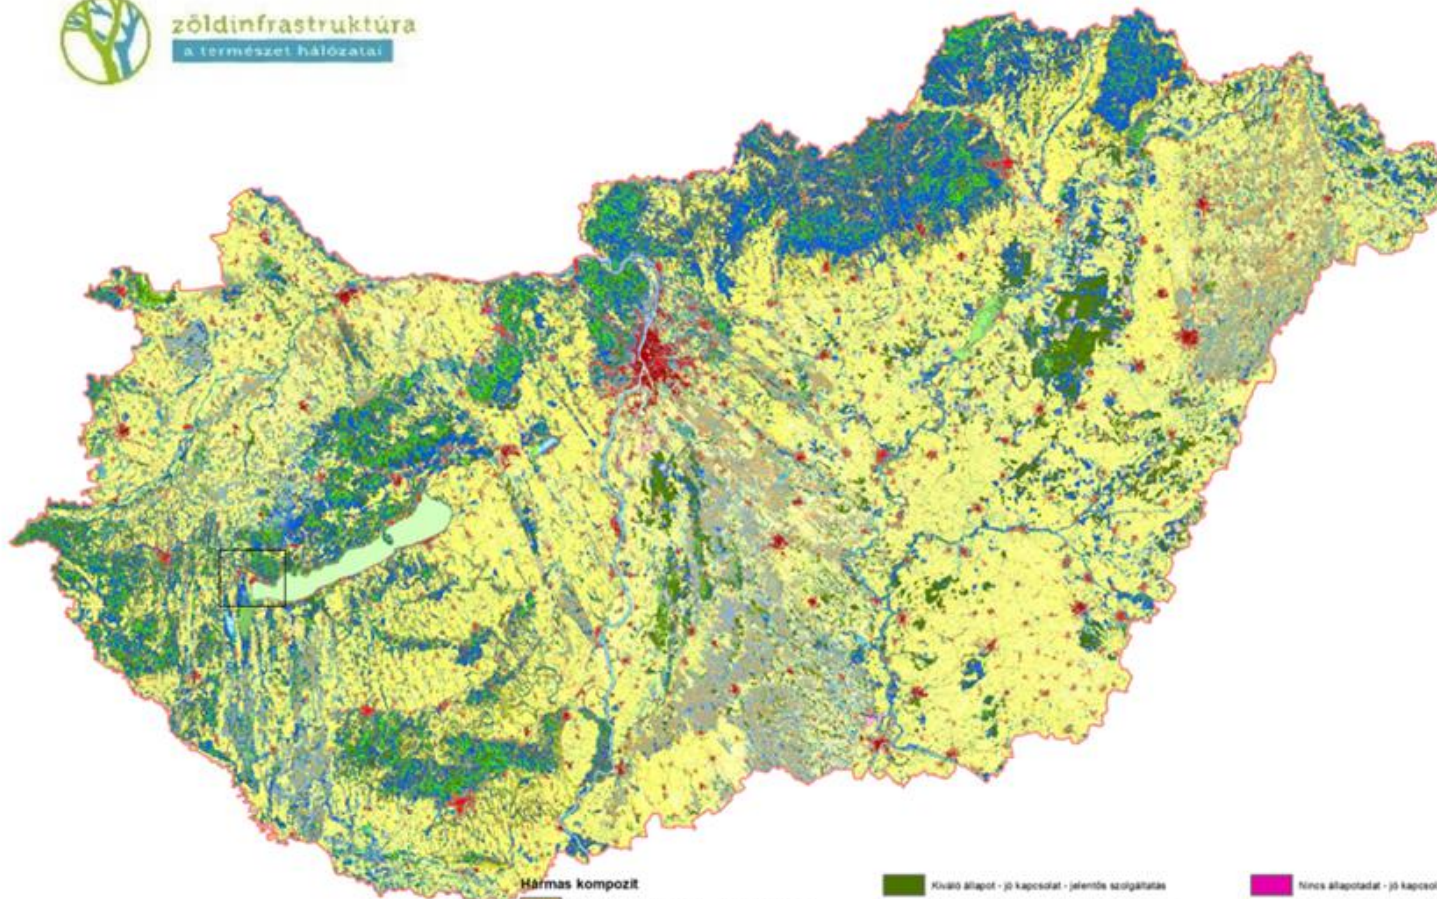 zöldinfrastruktúra
a természet hálózatai
Hármas kompozit
Kiváló állapot - jó kapcsolat - jelentős szolgáltatás
Nincs állapotadat - jó kapcsol